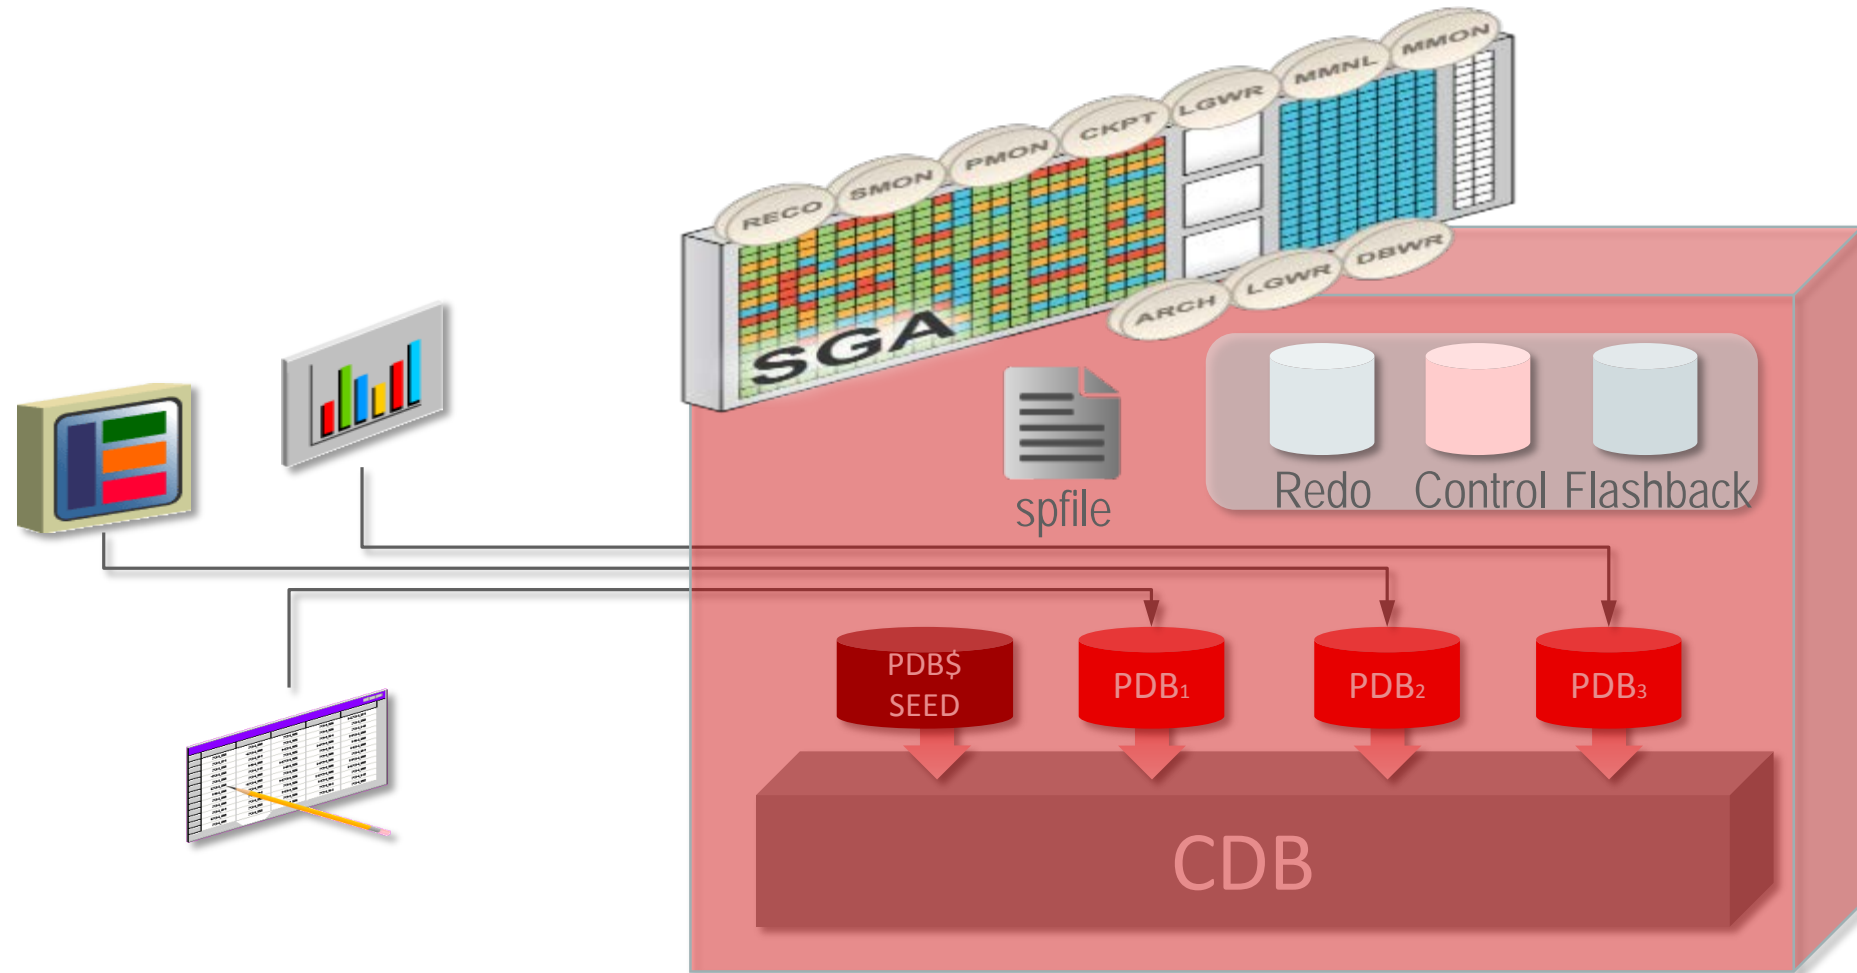 MMON
MMNL
LGWR
CKPT
PMON
SMON
RECO
DBWR
LGWR
ARCH
SGA
spfile
Redo
Control
Flashback
PDB$
SEED
PDB1
PDB2
PDB3
CDB